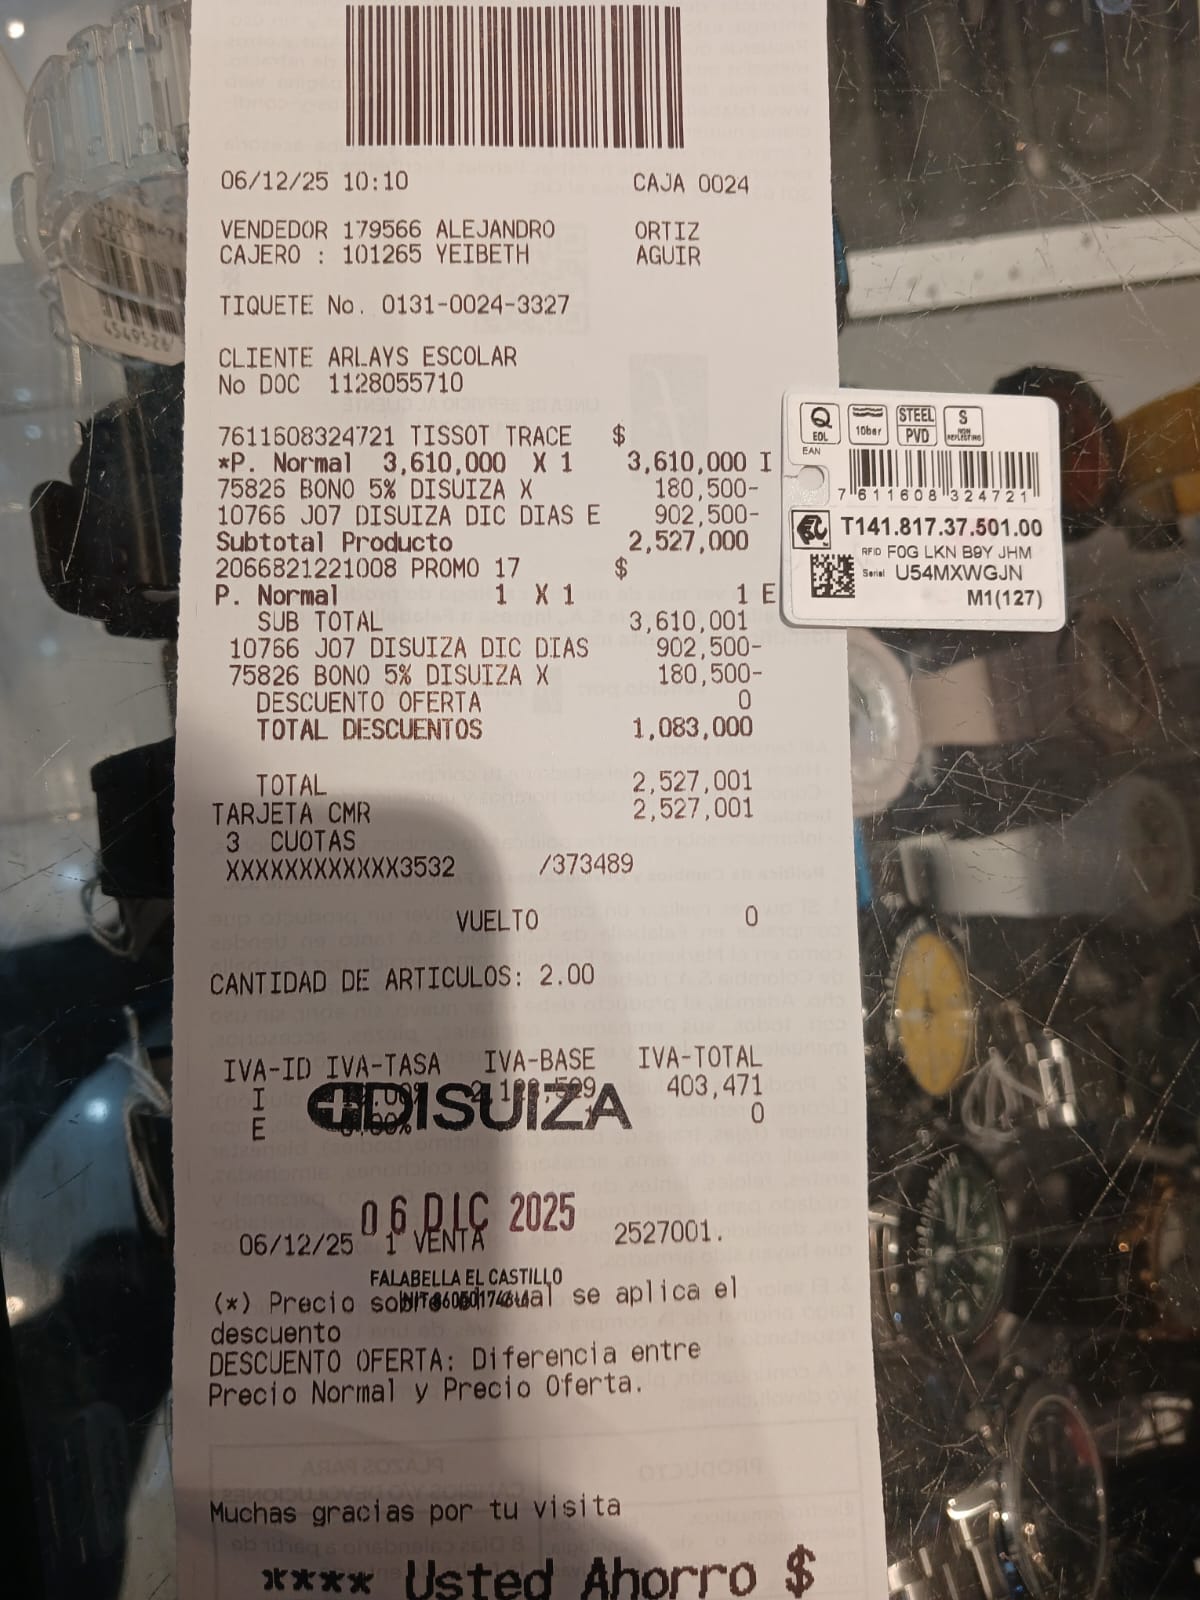 06/12/25 10:10 CAJA 0024
VENDEDOR 179566 ALEJANDRO ORTIZ
CAJERO : 101265 YEIBETH AGUIR
TIQUETE No. 0131-0024-3327
CLIENTE ARLAYS ESCOLAR
No DOC 1128055710
7611608324721 TISSOT TRACE $
*P. Normal 3,610,000 X 1 3,610,000 I
75826 BONO 5% DISUIZA X 180,500-
10766 J07 DISUIZA DIC DIAS E 902,500-
Subtotal Producto 2,527,000
2066821221008 PROMO 17 $
P. Normal 1 X 1 1 E
SUB TOTAL 3,610,001
10766 J07 DISUIZA DIC DIAS 902,500-
75826 BONO 5% DISUIZA X 180,500-
DESCUENTO OFERTA 0
TOTAL DESCUENTOS 1,083,000
TOTAL 2,527,001
TARJETA CMR 2,527,001
3 CUOTAS
XXXXXXXXXXXX3532 /373489
VUELTO 0
CANTIDAD DE ARTICULOS: 2.00
IVA-ID IVA-TASA IVA-BASE IVA-TOTAL
I 403,471
E 0
DISUIZA
06 DIC 2025
06/12/25 1 VENTA 2527001.
FALABELLA EL CASTILLO
(*) Precio se aplica el
descuento
DESCUENTO OFERTA: Diferencia entre
Precio Normal y Precio Oferta.
Muchas gracias por tu visita
**** Usted Ahorro $
Q
EOL
10bar
STEEL
PVD
S
NON
REFLECTING
EAN
7 611608 324721
T141.817.37.501.00
RFID F0G LKN B9Y JHM
Serial U54MXWGJN
M1(127)